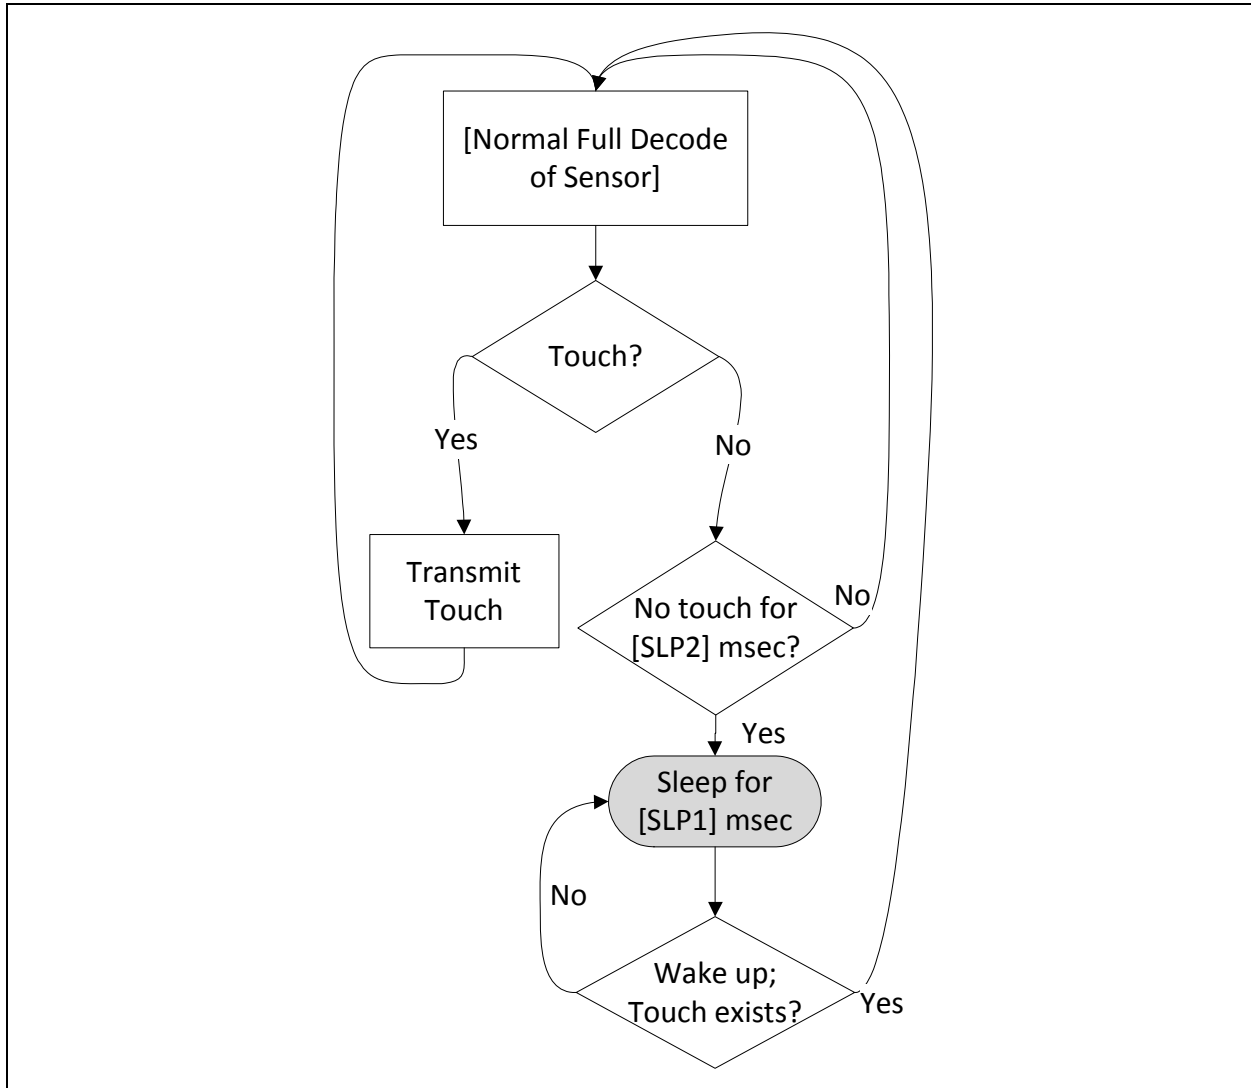 [Normal Full Decode
of Sensor]
Touch?
Yes
No
Transmit
Touch
No touch for
[SLP2] msec?
No
Yes
Sleep for
[SLP1] msec
No
Wake up;
Touch exists?
Yes